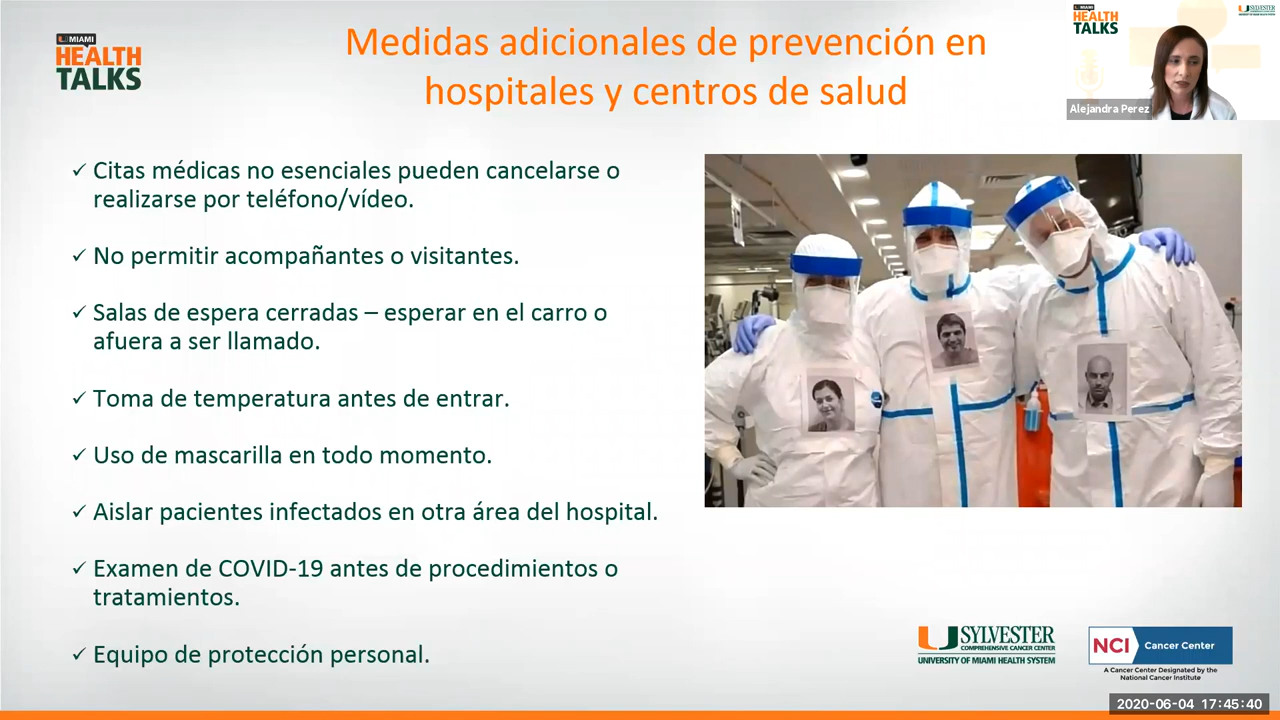 U MIAMI
HEALTH
TALKS
Medidas adicionales de prevención en
hospitales y centros de salud
HEALTH
TALKS
SYLVESTER
Alejandra Perez
✓ Citas médicas no esenciales pueden cancelarse o
realizarse por teléfono/vídeo.
✓ No permitir acompañantes o visitantes.
✓ Salas de espera cerradas – esperar en el carro o
afuera a ser llamado.
✓ Toma de temperatura antes de entrar.
✓ Uso de mascarilla en todo momento.
✓ Aislar pacientes infectados en otra área del hospital.
✓ Examen de COVID-19 antes de procedimientos o
tratamientos.
✓ Equipo de protección personal.
SYLVESTER
COMPREHENSIVE CANCER CENTER
UNIVERSITY OF MIAMI HEALTH SYSTEM
NCI Cancer Center
A Cancer Center Designated by the
National Cancer Institute
2020-06-04 17:45:40